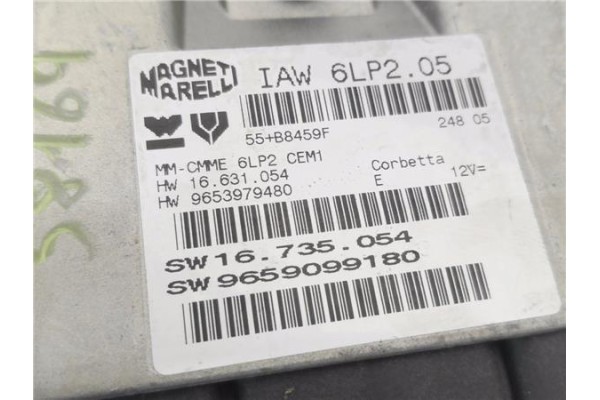 MAGNETI MARELLI
IAW 6LP2.05
55+B8459F
248 05
MM-CMME 6LP2 CEM1
HW 16.631.054
Corbetta
HW 9653979480
E 12V=
SW 16.735.054
SW 9659099180